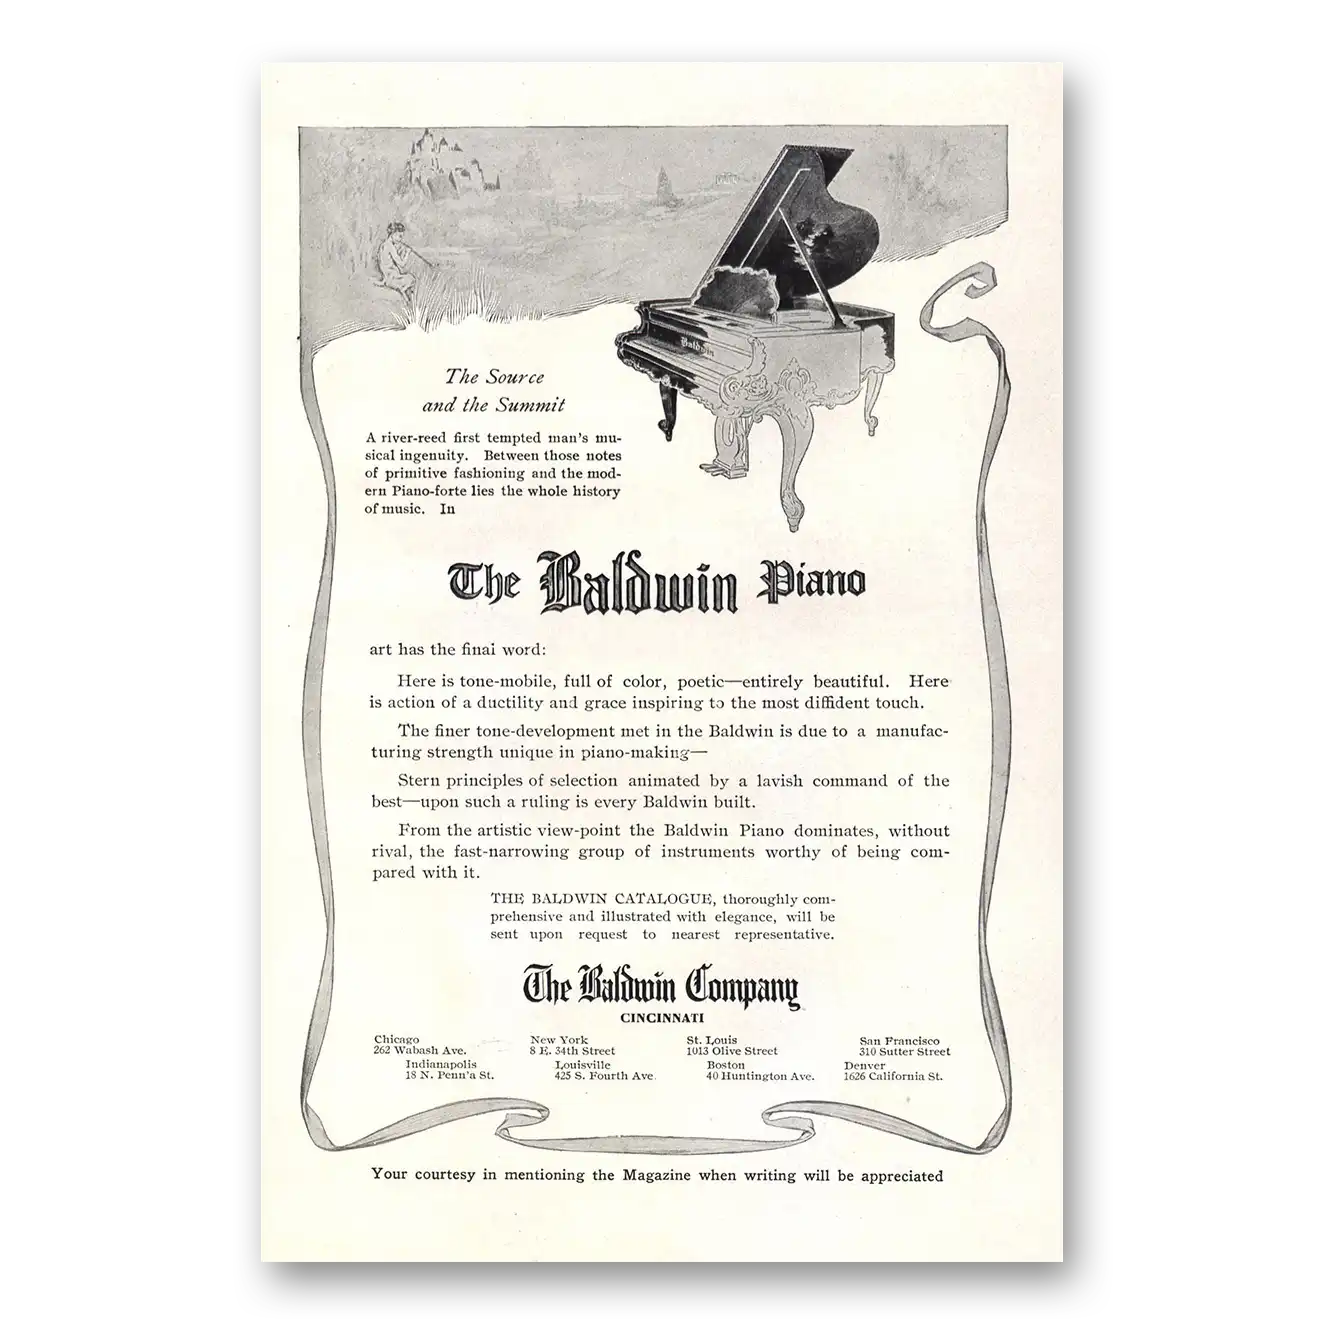 Baldwin
The Source
and the Summit
A river-reed first tempted man's mu-
sical ingenuity. Between those notes
of primitive fashioning and the mod-
ern Piano-forte lies the whole history
of music. In
The Baldwin Piano
art has the final word:
Here is tone-mobile, full of color, poetic—entirely beautiful. Here
is action of a ductility and grace inspiring to the most diffident touch.
The finer tone-development met in the Baldwin is due to a manufac-
turing strength unique in piano-making—
Stern principles of selection animated by a lavish command of the
best—upon such a ruling is every Baldwin built.
From the artistic view-point the Baldwin Piano dominates, without
rival, the fast-narrowing group of instruments worthy of being com-
pared with it.
THE BALDWIN CATALOGUE, thoroughly com-
prehensive and illustrated with elegance, will be
sent upon request to nearest representative.
The Baldwin Company
CINCINNATI
Chicago New York St. Louis San Francisco
262 Wabash Ave. 8 E. 34th Street 1013 Olive Street 310 Sutter Street
Indianapolis Louisville Boston Denver
18 N. Penn'a St. 425 S. Fourth Ave. 40 Huntington Ave. 1626 California St.
Your courtesy in mentioning the Magazine when writing will be appreciated